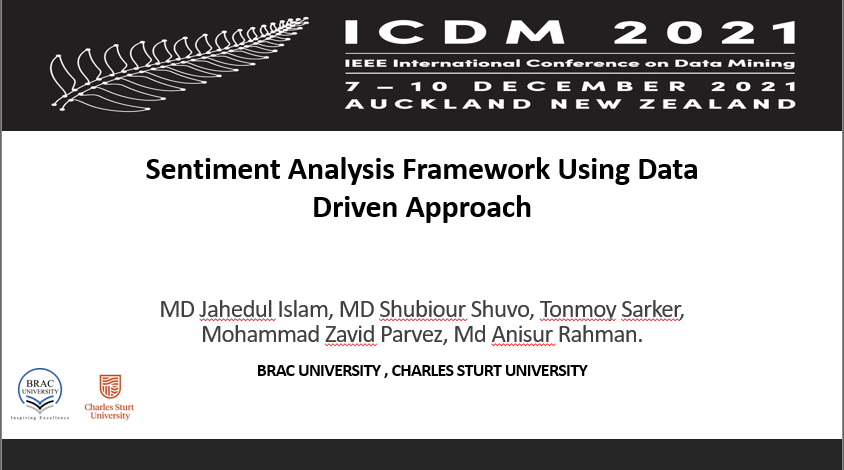 ICDM 2021
IEEE International Conference on Data Mining
7 – 10 DECEMBER 2021
AUCKLAND NEW ZEALAND
Sentiment Analysis Framework Using Data
Driven Approach
MD Jahedul Islam, MD Shubiour Shuvo, Tonmoy Sarker,
Mohammad Zavid Parvez, Md Anisur Rahman.
BRAC UNIVERSITY , CHARLES STURT UNIVERSITY
BRAC
UNIVERSITY
Inspiring Excellence
Charles Sturt
University